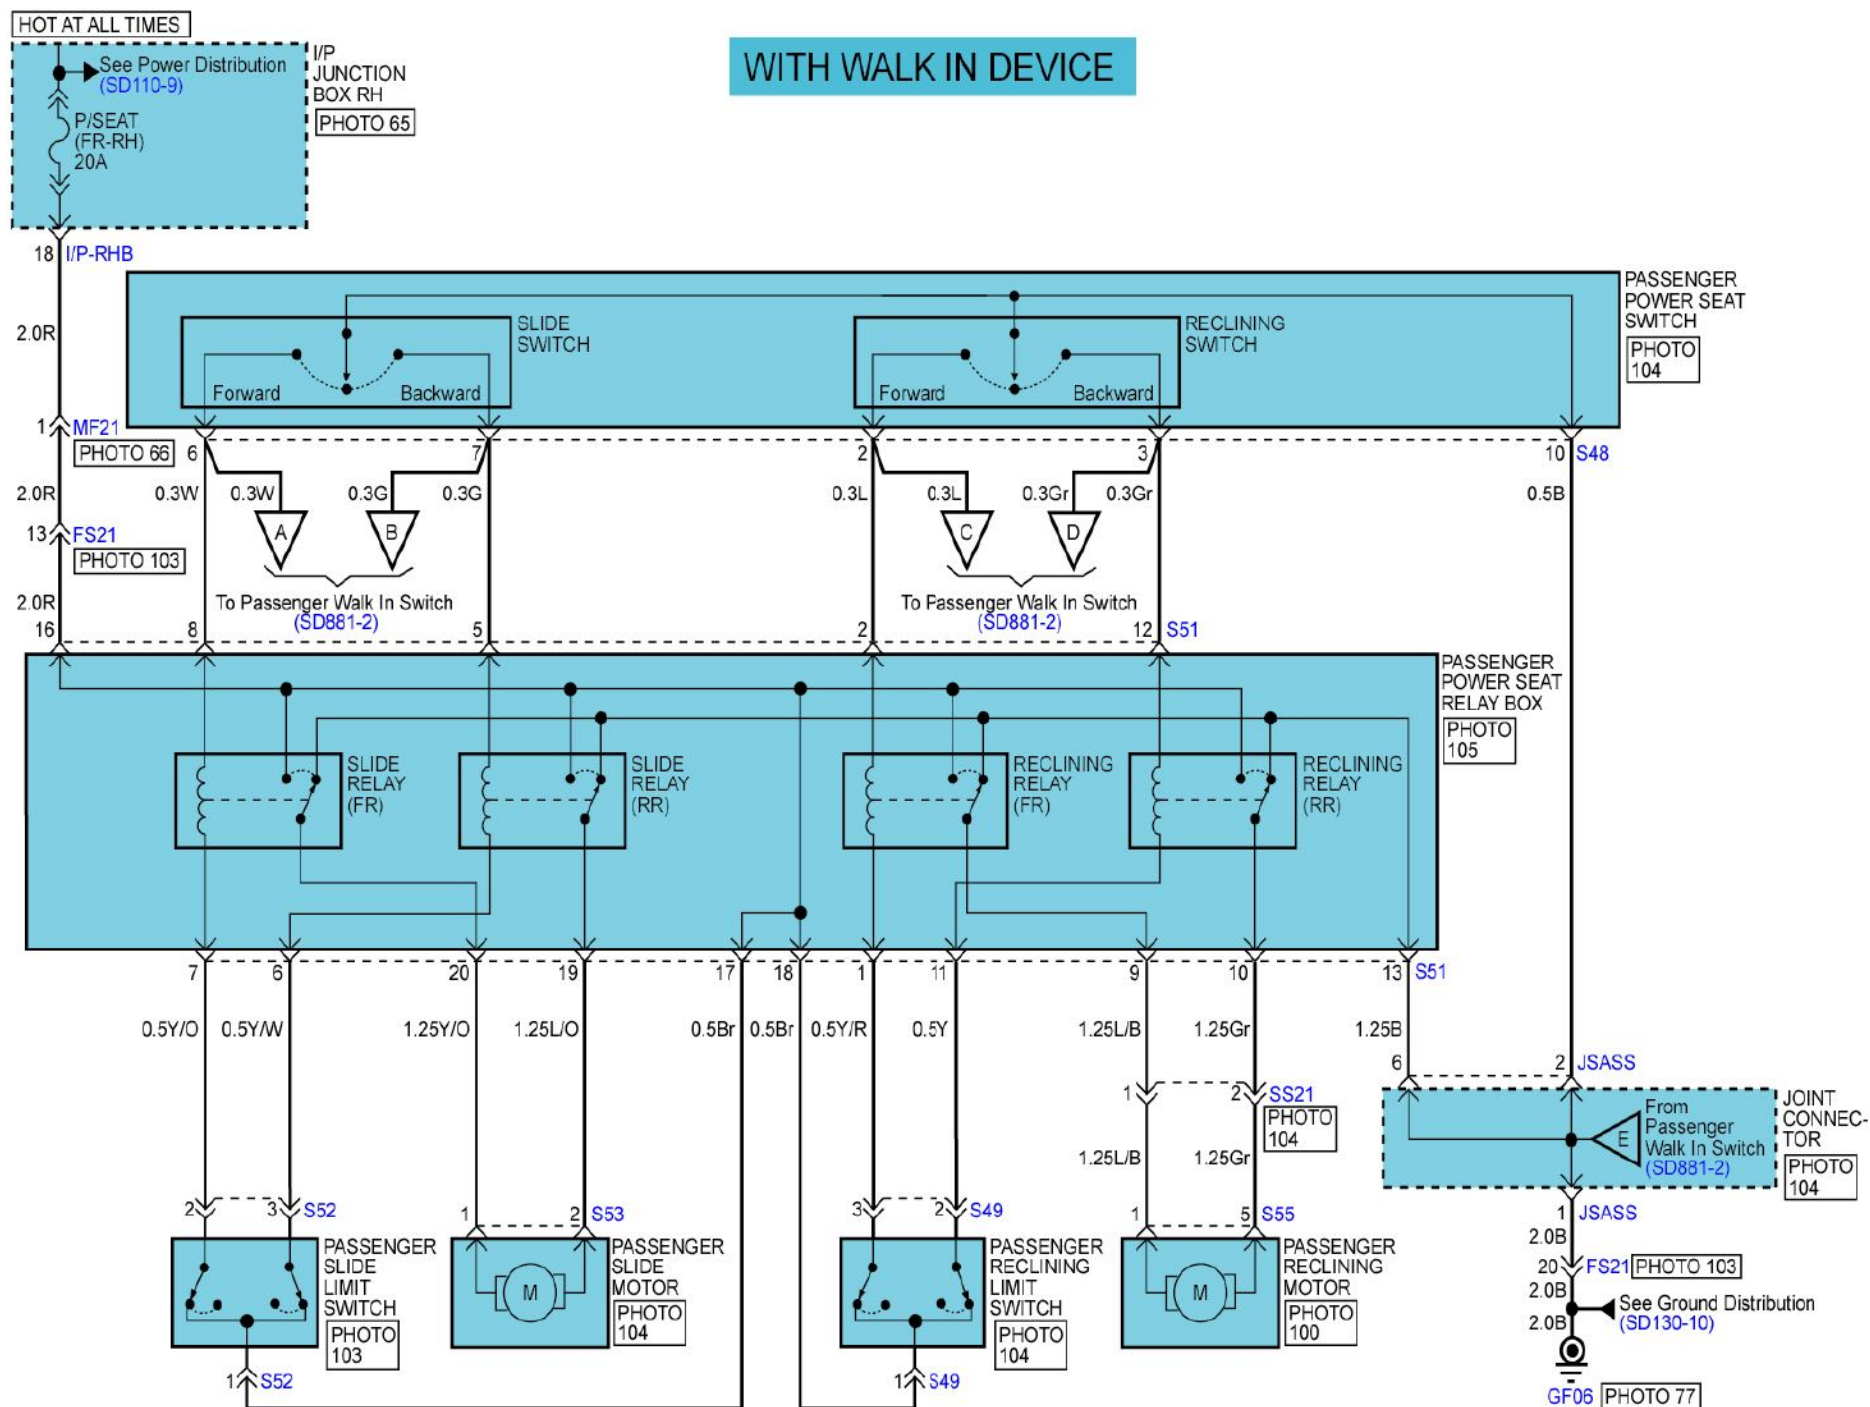 HOT AT ALL TIMES
See Power Distribution
(SD110-9)
P/SEAT
(FR-RH)
20A
I/P
JUNCTION
BOX RH
PHOTO 65
WITH WALK IN DEVICE
18 I/P-RHB
2.0R
1 MF21
PHOTO 66
2.0R
13 FS21
PHOTO 103
2.0R
SLIDE
SWITCH
Forward
Backward
RECLINING
SWITCH
Forward
Backward
PASSENGER
POWER SEAT
SWITCH
PHOTO
104
6 7 2 3 10 S48
0.3W 0.3W 0.3G 0.3G 0.3L 0.3L 0.3Gr 0.3Gr 0.5B
A B C D
To Passenger Walk In Switch
(SD881-2)
To Passenger Walk In Switch
(SD881-2)
16 8 5 2 12 S51
PASSENGER
POWER SEAT
RELAY BOX
PHOTO
105
SLIDE
RELAY
(FR)
SLIDE
RELAY
(RR)
RECLINING
RELAY
(FR)
RECLINING
RELAY
(RR)
7 6 20 19 17 18 1 11 9 10 13 S51
0.5Y/O 0.5Y/W 1.25Y/O 1.25L/O 0.5Br 0.5Br 0.5Y/R 0.5Y 1.25L/B 1.25Gr 1.25B
6 2 JSASS
1 2 SS21
PHOTO
104
1.25L/B 1.25Gr
From
Passenger
Walk In Switch
(SD881-2)
E
JOINT
CONNEC-
TOR
PHOTO
104
2 3 S52
1 2 S53
3 2 S49
1 5 S55
1 JSASS
PASSENGER
SLIDE
LIMIT
SWITCH
PHOTO
103
M
PASSENGER
SLIDE
MOTOR
PHOTO
104
PASSENGER
RECLINING
LIMIT
SWITCH
PHOTO
104
M
PASSENGER
RECLINING
MOTOR
PHOTO
100
2.0B
20 FS21 PHOTO 103
2.0B
See Ground Distribution
(SD130-10)
2.0B
1 S52
1 S49
GF06 PHOTO 77